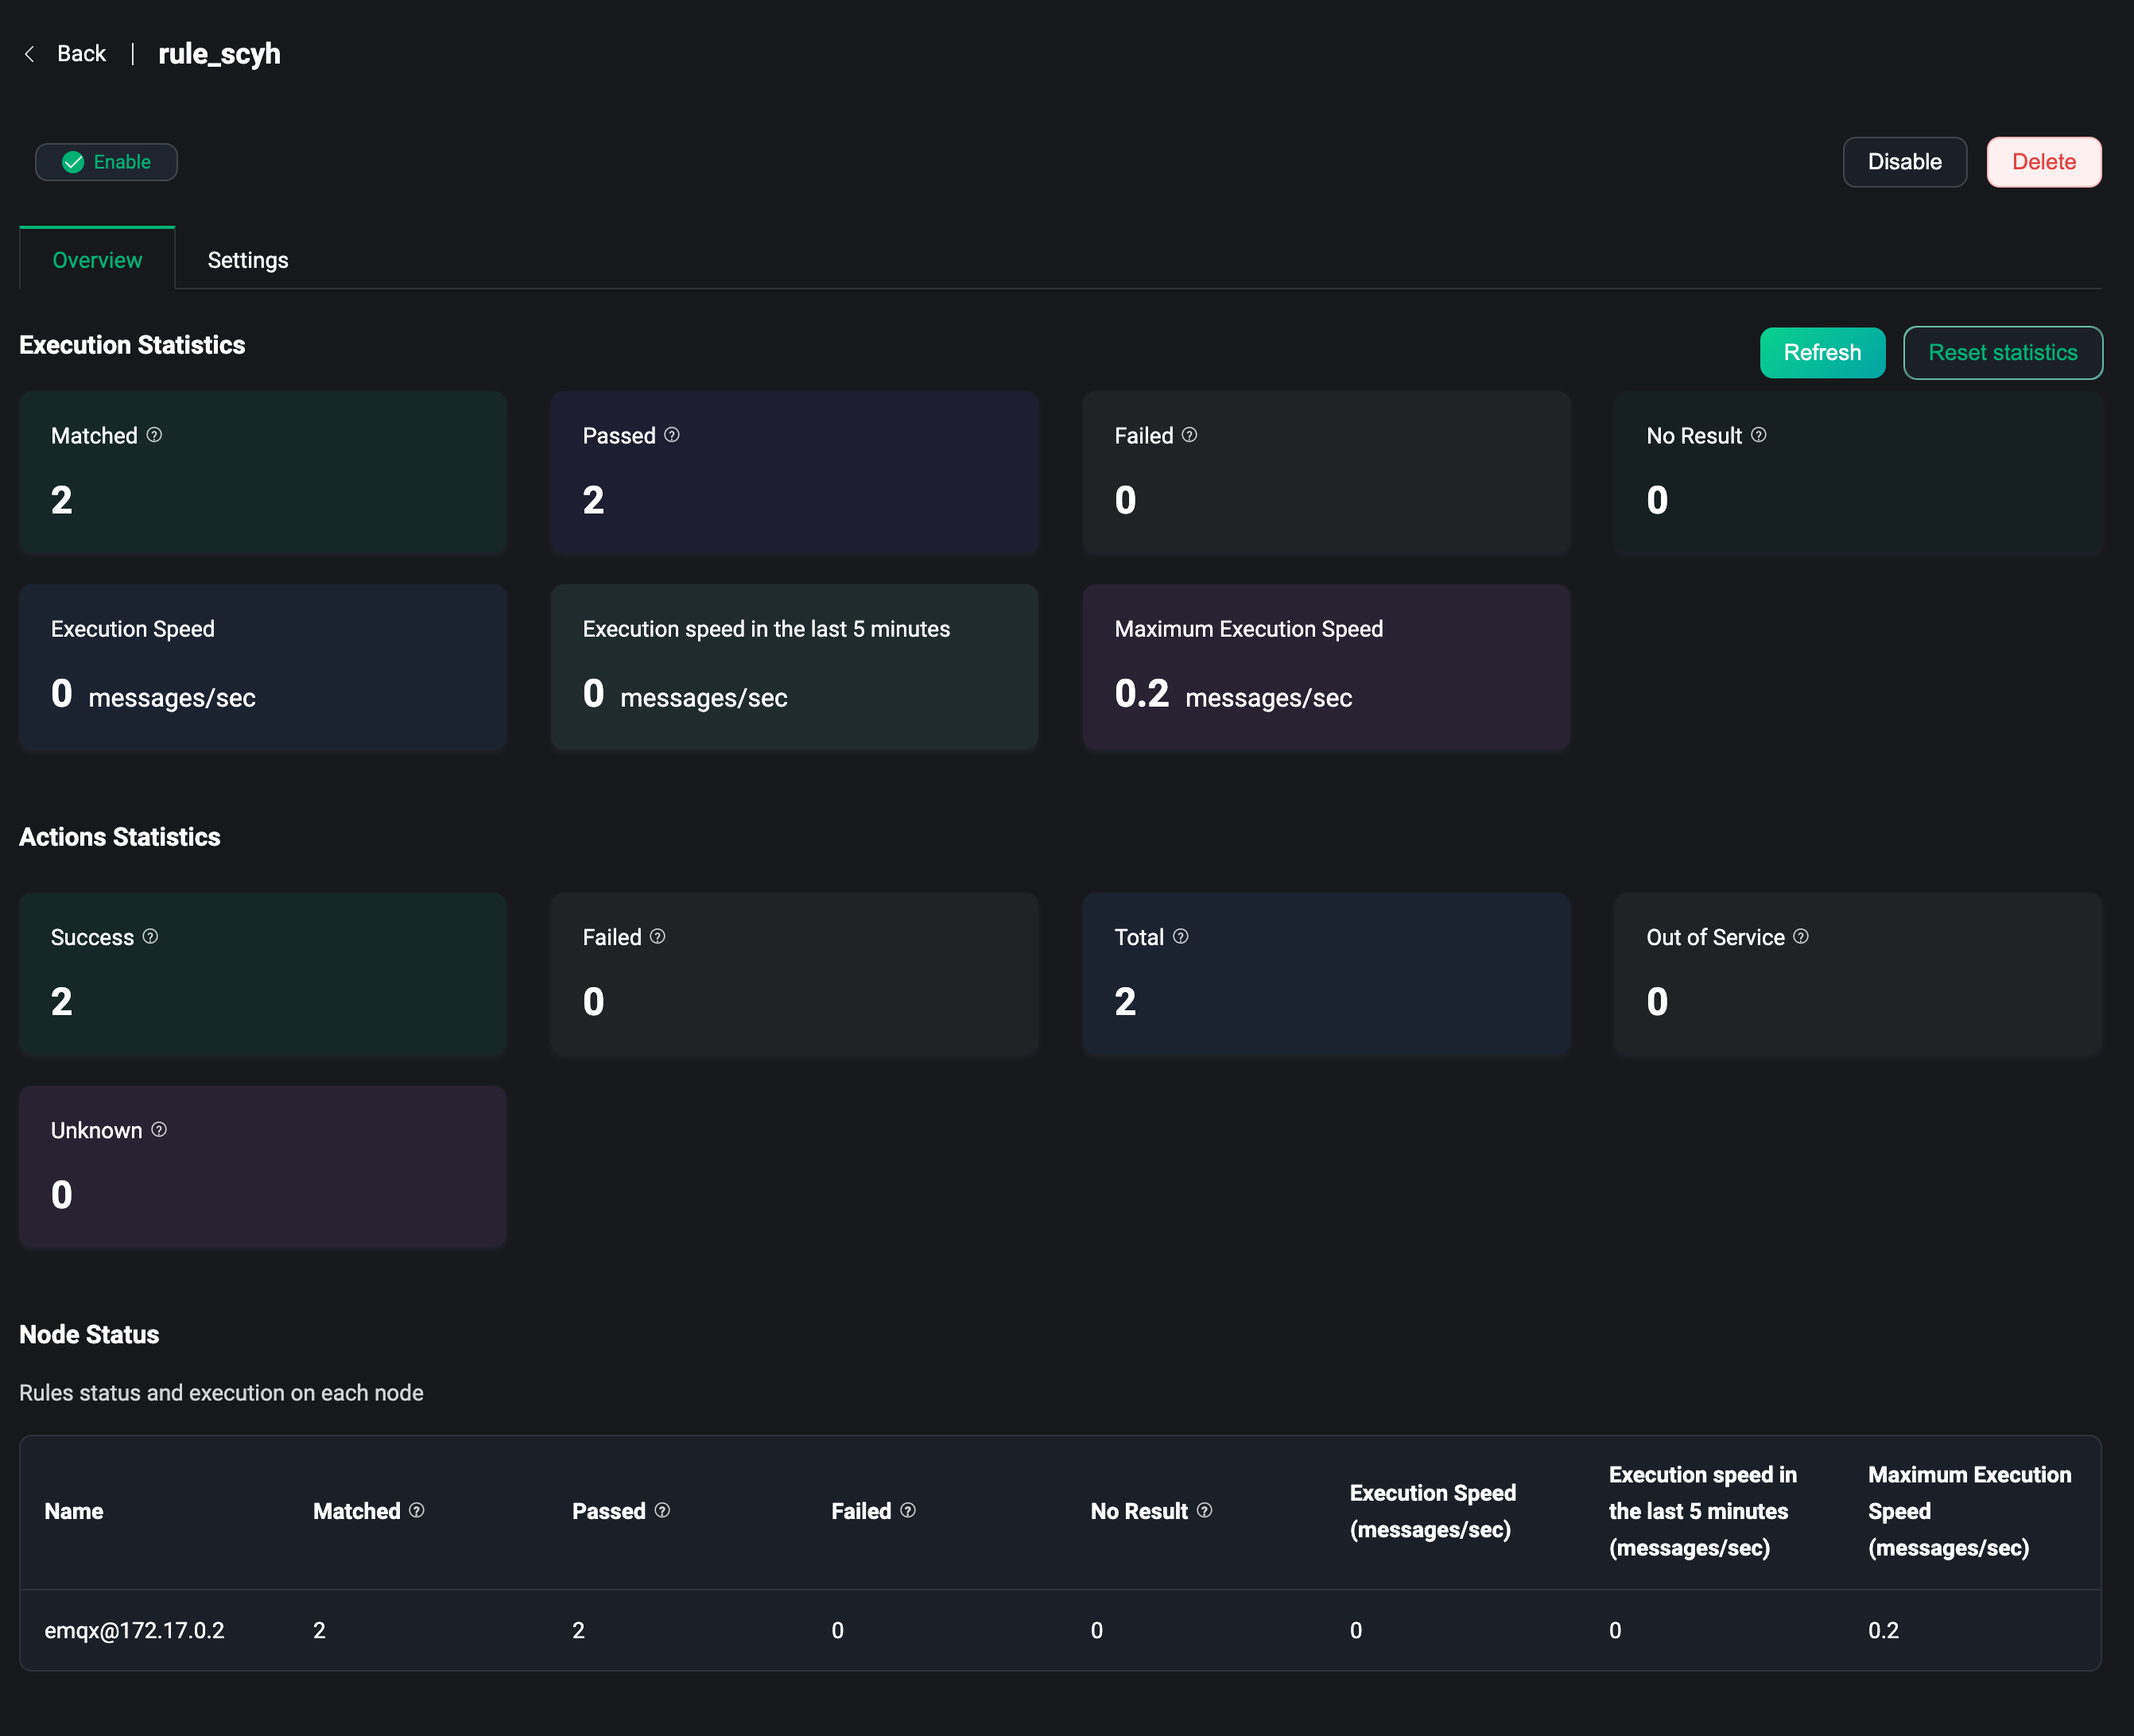 Back | rule_scyh
Enable
Disable
Delete
Overview
Settings
Execution Statistics
Refresh
Reset statistics
Matched
Passed
Failed
No Result
2
2
0
0
Execution Speed
Execution speed in the last 5 minutes
Maximum Execution Speed
0 messages/sec
0 messages/sec
0.2 messages/sec
Actions Statistics
Success
Failed
Total
Out of Service
2
0
2
0
Unknown
0
Node Status
Rules status and execution on each node
Name
Matched
Passed
Failed
No Result
Execution Speed
(messages/sec)
Execution speed in
the last 5 minutes
(messages/sec)
Maximum Execution
Speed
(messages/sec)
emqx@172.17.0.2
2
2
0
0
0
0
0.2